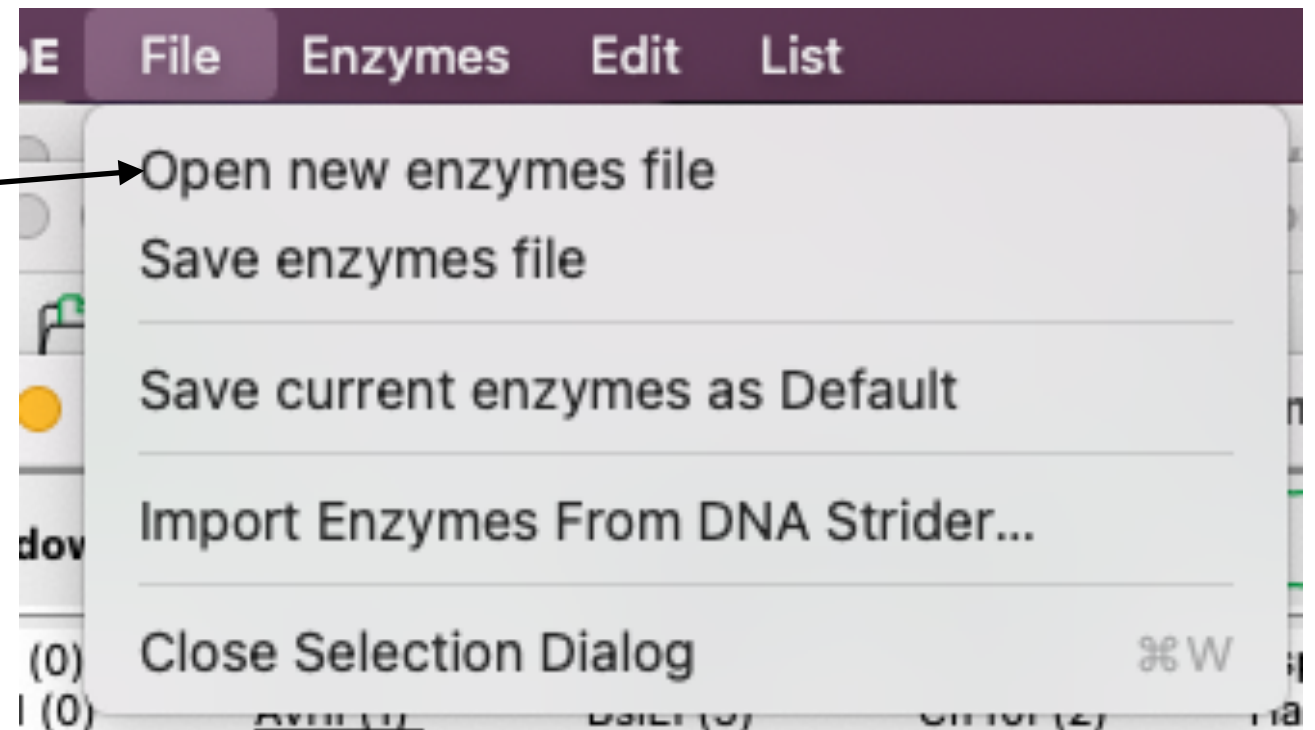 File Enzymes Edit List
Open new enzymes file
Save enzymes file
Save current enzymes as Default
Import Enzymes From DNA Strider...
Close Selection Dialog ⌘W
(0)
(0)